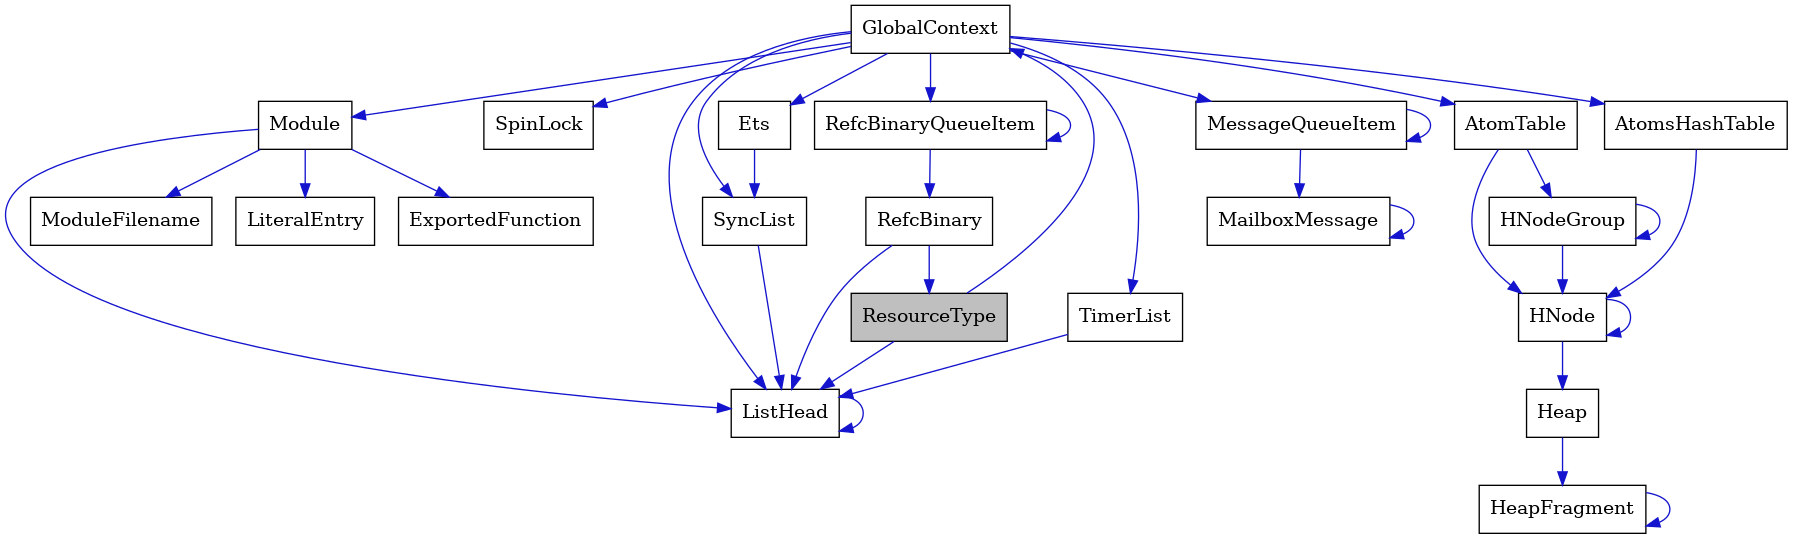 GlobalContext
Module
SpinLock
Ets
RefcBinaryQueueItem
MessageQueueItem
AtomTable
AtomsHashTable
ModuleFilename
LiteralEntry
ExportedFunction
SyncList
RefcBinary
MailboxMessage
HNodeGroup
ResourceType
TimerList
HNode
ListHead
Heap
HeapFragment